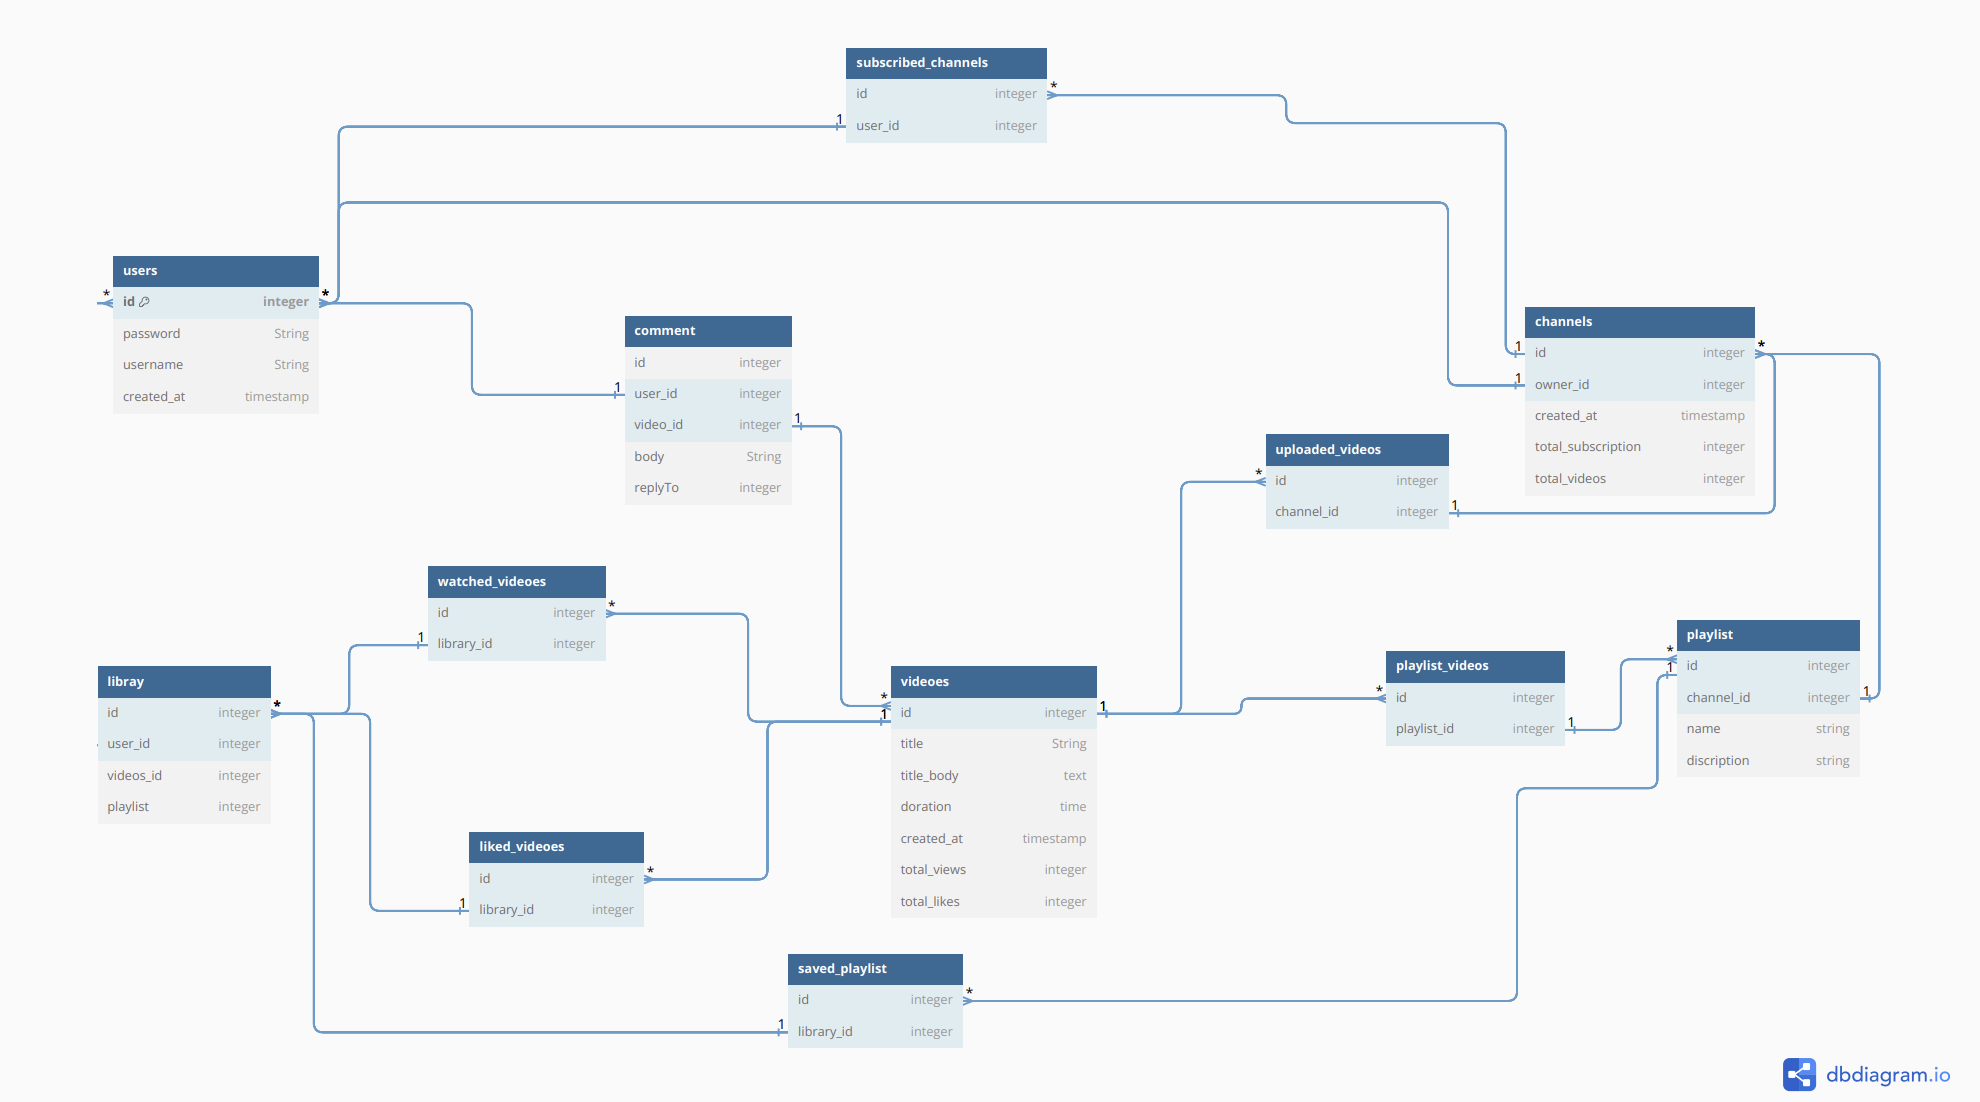 subscribed_channels
* 
id integer
1 user_id integer
users
* id integer *
password String
username String
created_at timestamp
comment
id integer
1 user_id integer
video_id integer 1
body String
replyTo integer
channels
1 id integer *
1 owner_id integer
created_at timestamp
total_subscription integer
total_videos integer
uploaded_videos
* id integer
channel_id integer 1
watched_videoes
id integer *
1 library_id integer
libray
id integer *
user_id integer
videos_id integer
playlist integer
videoes
*
1 id integer 1
title String
title_body text
doration time
created_at timestamp
total_views integer
total_likes integer
playlist_videos
* id integer
playlist_id integer 1
playlist
*
1 id integer
channel_id integer 1
name string
discription string
liked_videoes
id integer *
1 library_id integer
saved_playlist
id integer *
1 library_id integer
dbdiagram.io